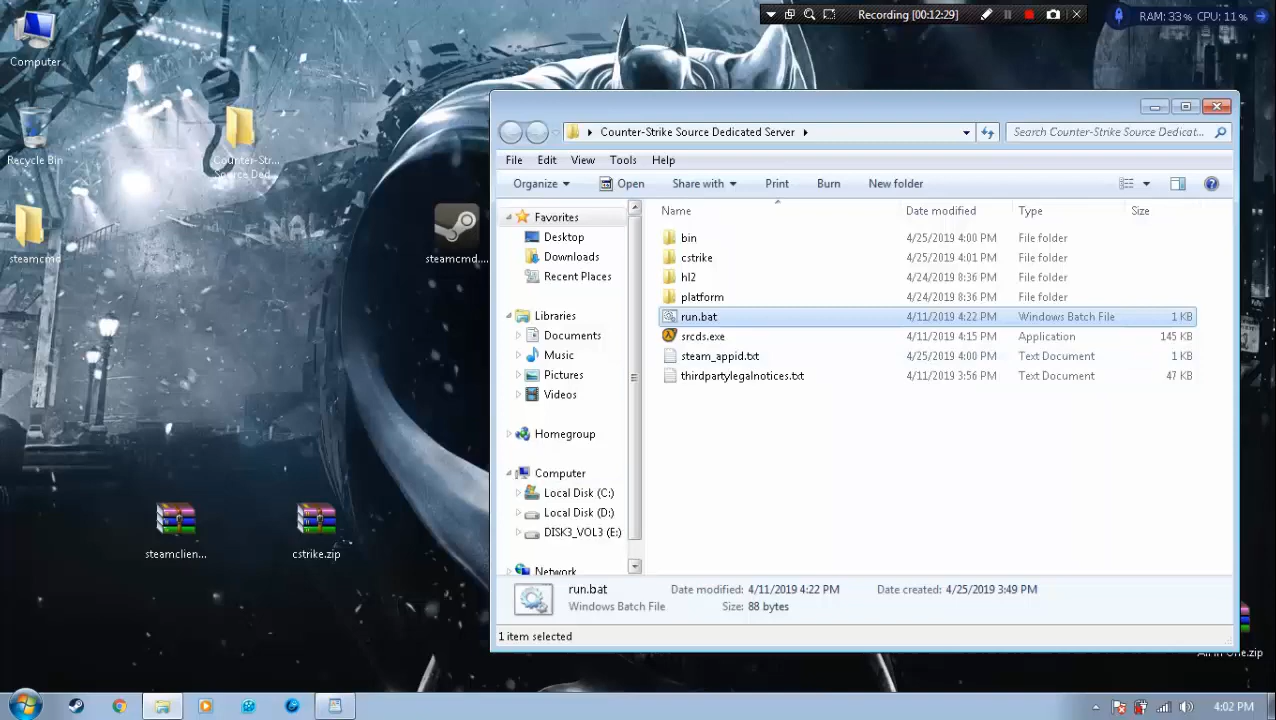 Recording [00:12:29]
RAM: 33% CPU: 11%
Computer
Recycle Bin
Counter-Str...
Source Ded...
steamcmd
steamcmd....
steamclien...
cstrike.zip
All in One.zip
Counter-Strike Source Dedicated Server
Search Counter-Strike Source Dedicat...
File Edit View Tools Help
Organize Open Share with Print Burn New folder
Favorites
Desktop
Downloads
Recent Places
Libraries
Documents
Music
Pictures
Videos
Homegroup
Computer
Local Disk (C:)
Local Disk (D:)
DISK3_VOL3 (E:)
Network
Name Date modified Type Size
bin 4/25/2019 4:00 PM File folder
cstrike 4/25/2019 4:01 PM File folder
hl2 4/24/2019 8:36 PM File folder
platform 4/24/2019 8:36 PM File folder
run.bat 4/11/2019 4:22 PM Windows Batch File 1 KB
srcds.exe 4/11/2019 4:15 PM Application 145 KB
steam_appid.txt 4/25/2019 4:00 PM Text Document 1 KB
thirdpartylegalnotices.txt 4/11/2019 3:56 PM Text Document 47 KB
run.bat Date modified: 4/11/2019 4:22 PM Date created: 4/25/2019 3:49 PM
Windows Batch File Size: 88 bytes
1 item selected
4:02 PM